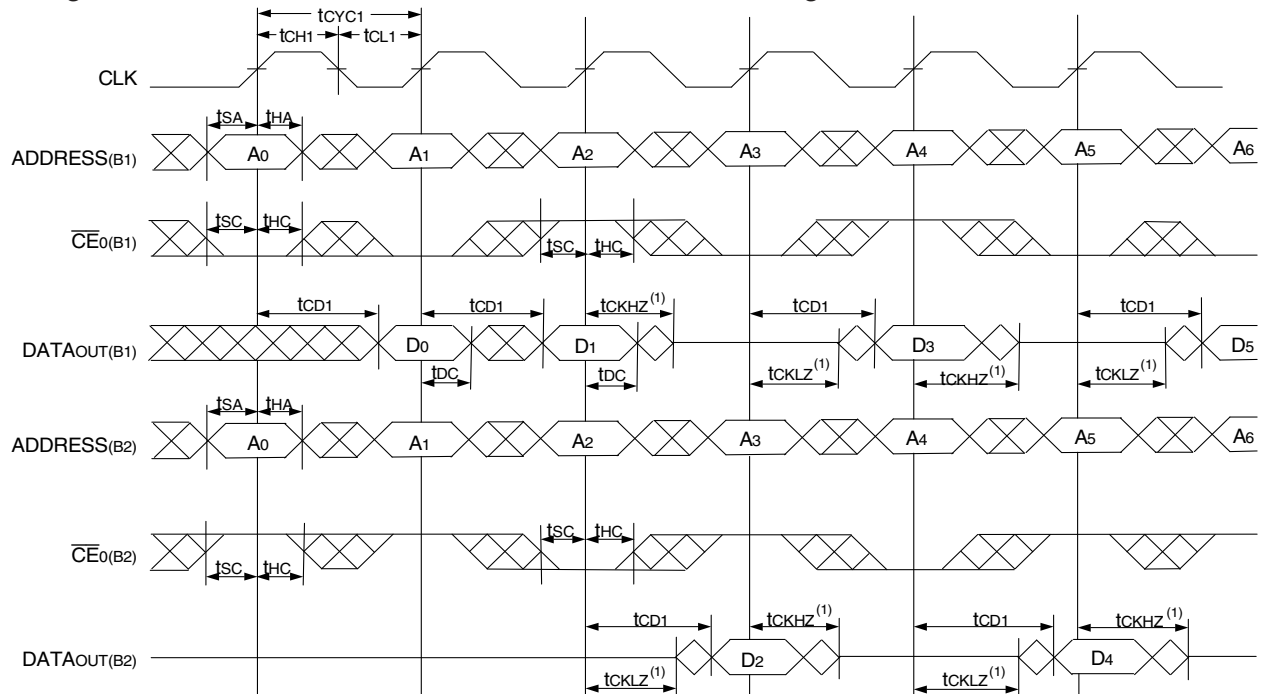 tCYC1
tCH1 tCL1
CLK
tSA tHA
ADDRESS(B1) A0 A1 A2 A3 A4 A5 A6
tSC tHC
CE0(B1)
tSC tHC
tCD1 tCD1 tCKHZ(1) tCD1 tCD1
DATAOUT(B1) D0 D1 D3 D5
tDC tDC tCKLZ(1) tCKHZ(1) tCKLZ(1)
tSA tHA
ADDRESS(B2) A0 A1 A2 A3 A4 A5 A6
tSC tHC
CE0(B2)
tSC tHC
tCD1 tCKHZ(1) tCD1 tCKHZ(1)
DATAOUT(B2) D2 D4
tCKLZ(1) tCKLZ(1)